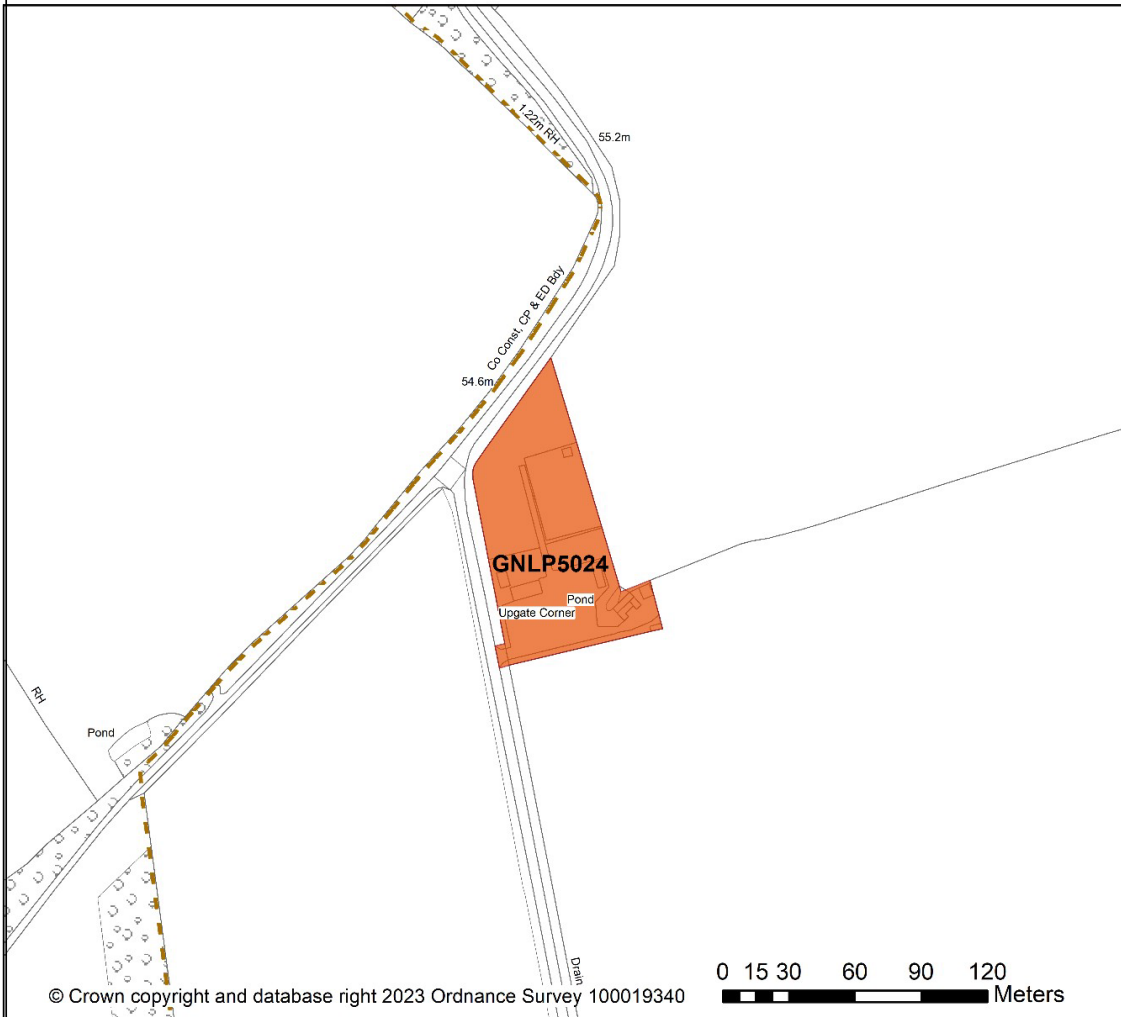 1.22m RH
55.2m
Co Const, CP & ED Bdy
54.6m
GNLP5024
Pond
Upgate Corner
RH
Pond
Drain
0 15 30 60 90 120
Meters
© Crown copyright and database right 2023 Ordnance Survey 100019340